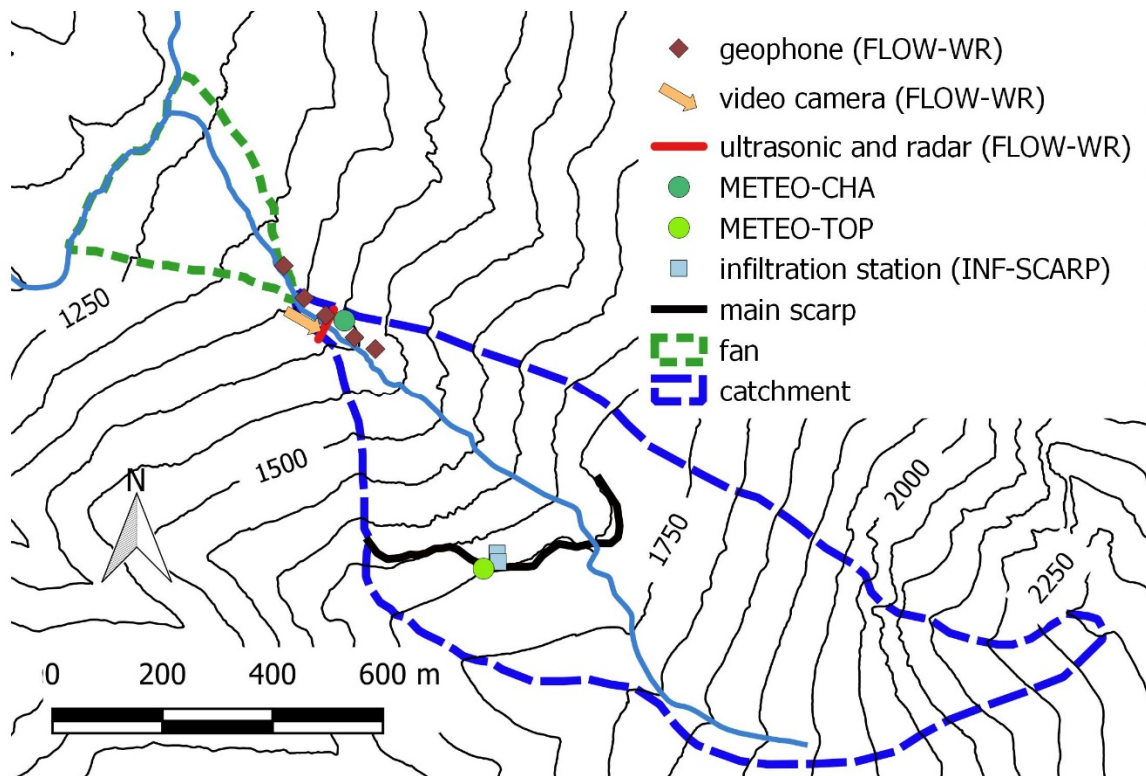 geophone (FLOW-WR)
video camera (FLOW-WR)
ultrasonic and radar (FLOW-WR)
METEO-CHA
METEO-TOP
infiltration station (INF-SCARP)
main scarp
fan
catchment
1250
1500
1750
2000
2250
N
0 200 400 600 m